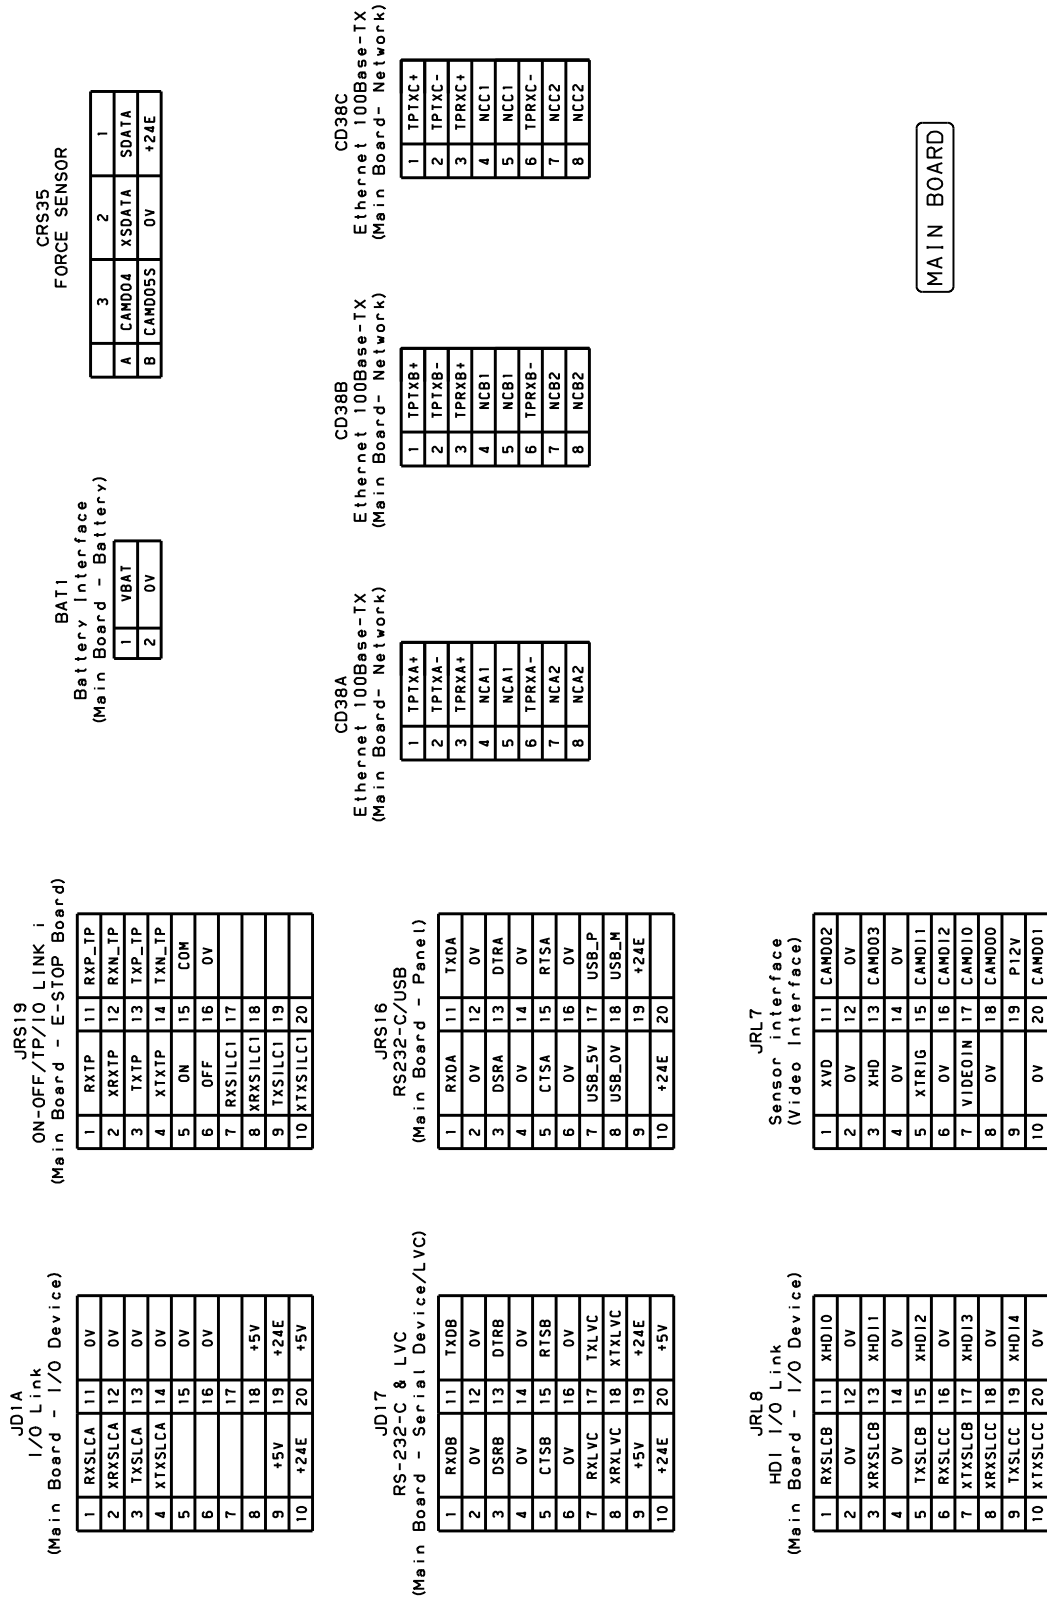 JD1A
I/O Link
(Main Board - I/O Device)
1 RXSLCA 11 0V
2 XRXSLCA 12 0V
3 TXSLCA 13 0V
4 XTXSLCA 14 0V
5 15 0V
6 16 0V
7 17
8 18 +5V
9 +5V 19 +24E
10 +24E 20 +5V
JRS19
ON-OFF/TP/IO LINK i
(Main Board - E-STOP Board)
1 RXTP 11 RXP_TP
2 XRXTP 12 RXN_TP
3 TXTP 13 TXP_TP
4 XTXTP 14 TXN_TP
5 ON 15 COM
6 OFF 16 0V
7 RXSILC1 17
8 XRXSILC1 18
9 TXSILC1 19
10 XTXSILC1 20
BAT1
Battery Interface
(Main Board - Battery)
1 VBAT
2 0V
CRS35
FORCE SENSOR
3 2 1
A CAMDO4 XSDATA SDATA
B CAMDO5S 0V +24E
JD17
RS-232-C & LVC
(Main Board - Serial Device/LVC)
1 RXDB 11 TXDB
2 0V 12 0V
3 DSRB 13 DTRB
4 0V 14 0V
5 CTSB 15 RTSB
6 0V 16 0V
7 RXLVC 17 TXLVC
8 XRXLVC 18 XTXLVC
9 +5V 19 +24E
10 +24E 20 +5V
JRS16
RS232-C/USB
(Main Board - Panel)
1 RXDA 11 TXDA
2 0V 12 0V
3 DSRA 13 DTRA
4 0V 14 0V
5 CTSA 15 RTSA
6 0V 16 0V
7 USB_5V 17 USB_P
8 USB_0V 18 USB_M
9 19 +24E
10 +24E 20
CD38A
Ethernet 100Base-TX
(Main Board- Network)
1 TPTXA+
2 TPTXA-
3 TPRXA+
4 NCA1
5 NCA1
6 TPRXA-
7 NCA2
8 NCA2
CD38B
Ethernet 100Base-TX
(Main Board- Network)
1 TPTXB+
2 TPTXB-
3 TPRXB+
4 NCB1
5 NCB1
6 TPRXB-
7 NCB2
8 NCB2
CD38C
Ethernet 100Base-TX
(Main Board- Network)
1 TPTXC+
2 TPTXC-
3 TPRXC+
4 NCC1
5 NCC1
6 TPRXC-
7 NCC2
8 NCC2
JRL8
HDI I/O Link
(Main Board - I/O Device)
1 RXSLCB 11 XHDI0
2 0V 12 0V
3 XRXSLCB 13 XHDI1
4 0V 14 0V
5 TXSLCB 15 XHDI2
6 RXSLCC 16 0V
7 XTXSLCB 17 XHDI3
8 XRXSLCC 18 0V
9 TXSLCC 19 XHDI4
10 XTXSLCC 20 0V
JRL7
Sensor interface
(Video Interface)
1 XVD 11 CAMDO2
2 0V 12 0V
3 XHD 13 CAMDO3
4 0V 14 0V
5 XTRIG 15 CAMDI1
6 0V 16 CAMDI2
7 VIDEOIN 17 CAMDI0
8 0V 18 CAMDO0
9 19 P12V
10 0V 20 CAMDO1
MAIN BOARD